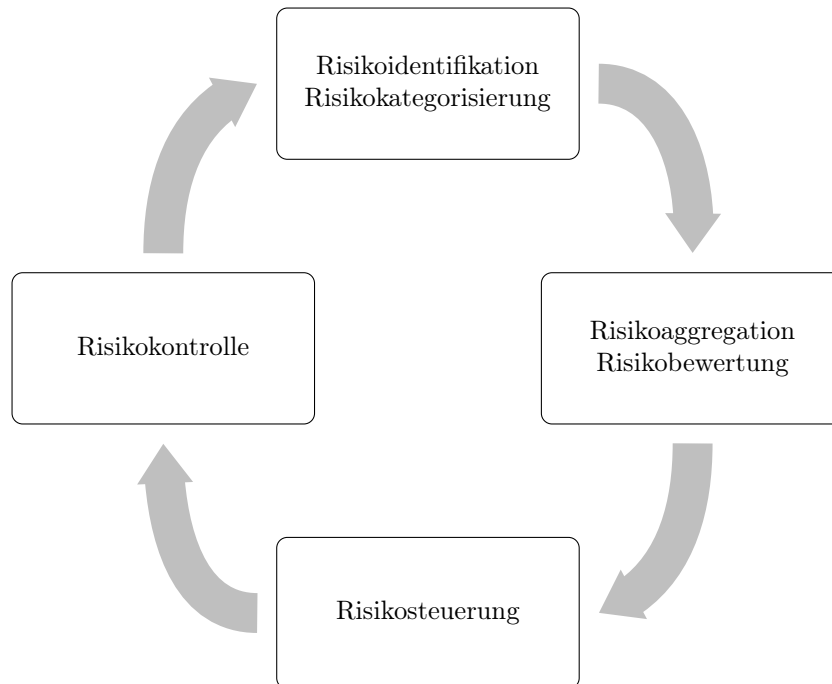 Risikoidentifikation
Risikokategorisierung
Risikoaggregation
Risikobewertung
Risikosteuerung
Risikokontrolle